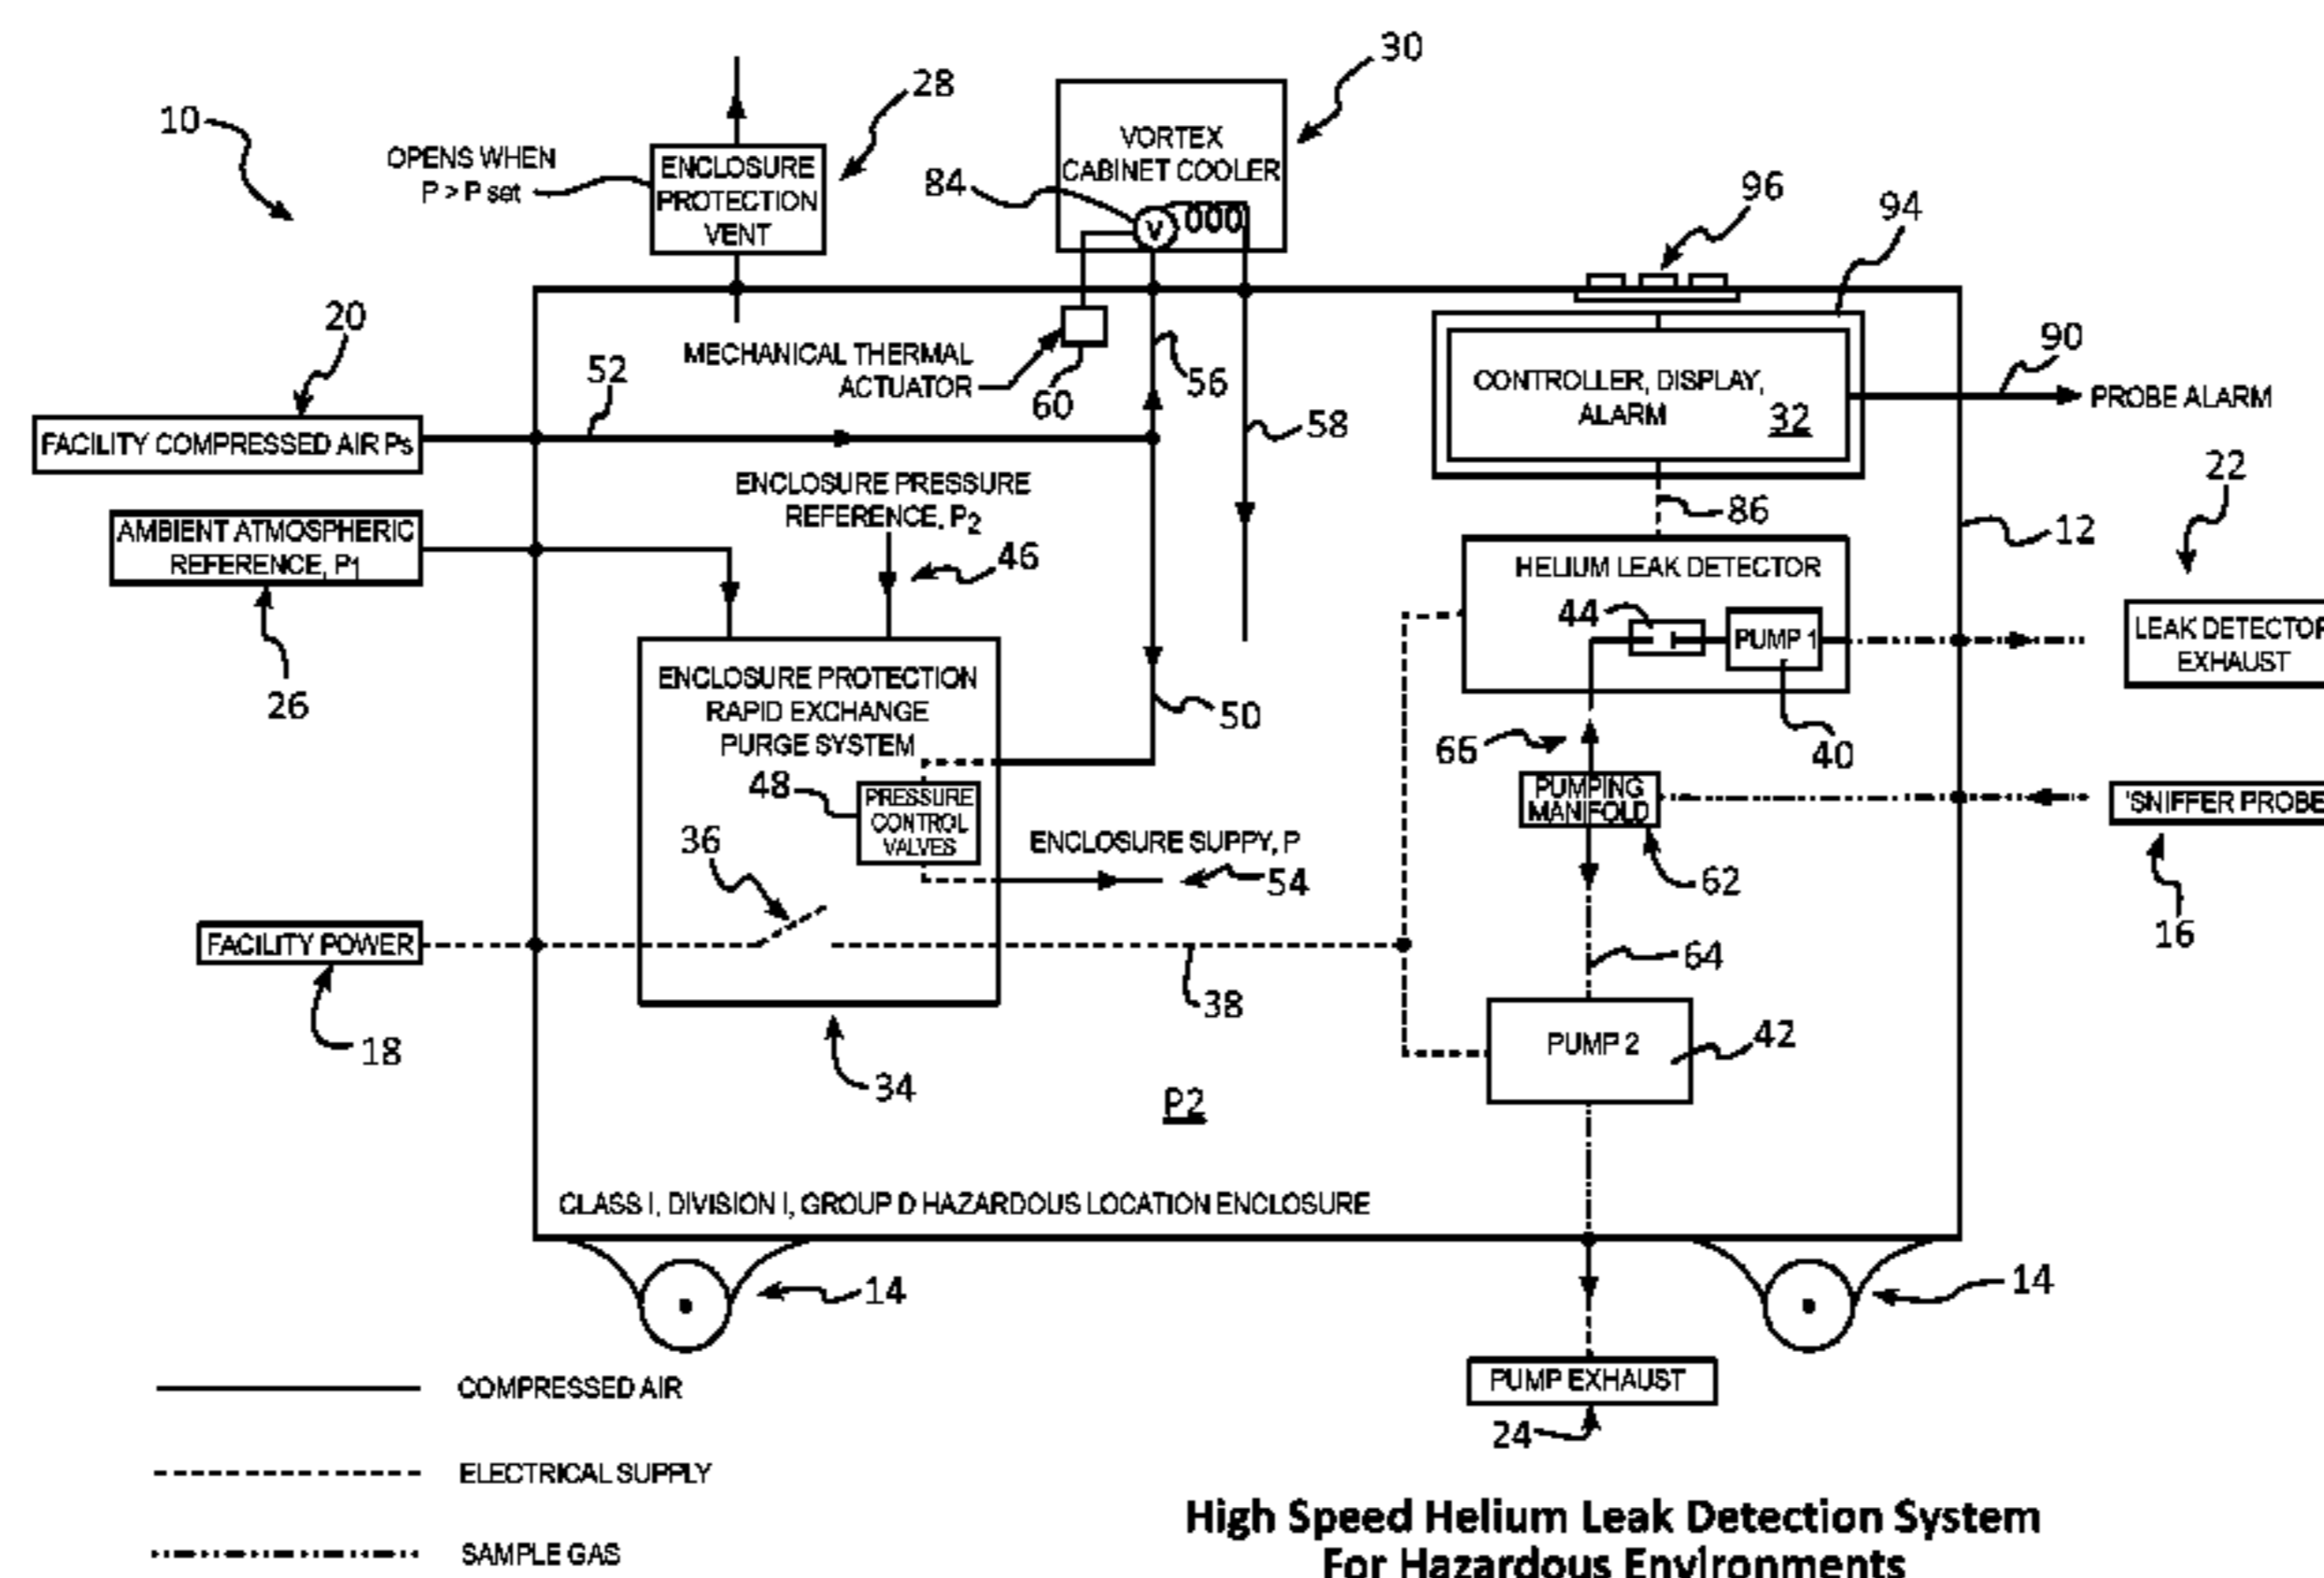 30
28
10
OPENS WHEN
P > P set
ENCLOSURE
PROTECTION
VENT
VORTEX
CABINET COOLER
84
V
96
94
20
52
MECHANICAL THERMAL
ACTUATOR
60
56
58
CONTROLLER, DISPLAY,
ALARM 32
90
PROBE ALARM
FACILITY COMPRESSED AIR Ps
ENCLOSURE PRESSURE
REFERENCE, P2
22
86
12
AMBIENT ATMOSPHERIC
REFERENCE, P1
46
HELIUM LEAK DETECTOR
44
PUMP 1
LEAK DETECTOR
EXHAUST
26
ENCLOSURE PROTECTION
RAPID EXCHANGE
PURGE SYSTEM
50
66
40
48
PRESSURE
CONTROL
VALVES
PUMPING
MANIFOLD
'SNIFFER PROBE
36
ENCLOSURE SUPPY, P
54
62
16
FACILITY POWER
64
38
18
PUMP 2
42
34
P2
CLASS I, DIVISION I, GROUP D HAZARDOUS LOCATION ENCLOSURE
14
14
COMPRESSED AIR
PUMP EXHAUST
24
ELECTRICAL SUPPLY
SAMPLE GAS
High Speed Helium Leak Detection System
For Hazardous Environments